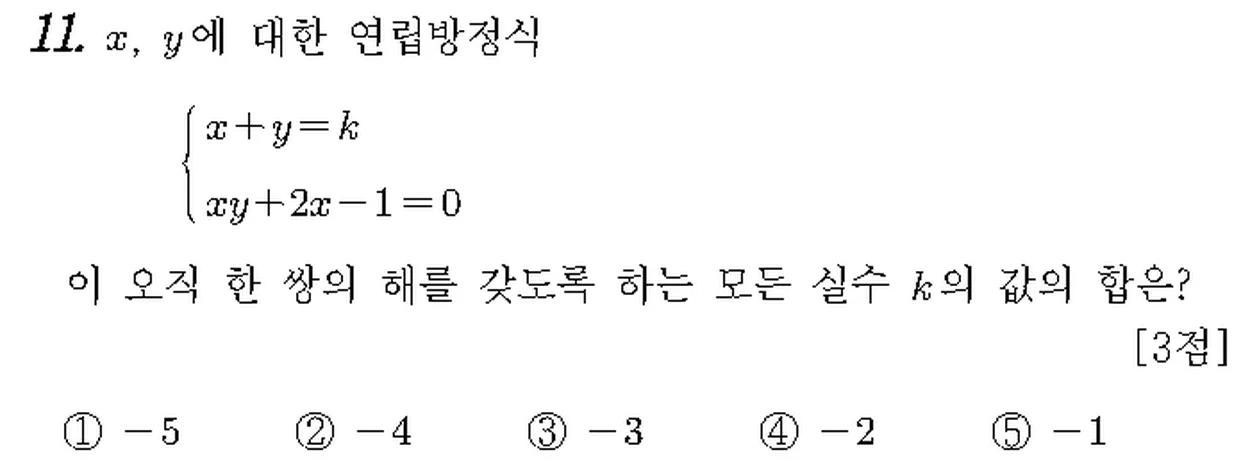 11. x, y에 대한 연립방정식
x+y=k
xy+2x-1=0
이 오직 한 쌍의 해를 갖도록 하는 모든 실수 k의 값의 합은?
[3점]
① -5 ② -4 ③ -3 ④ -2 ⑤ -1